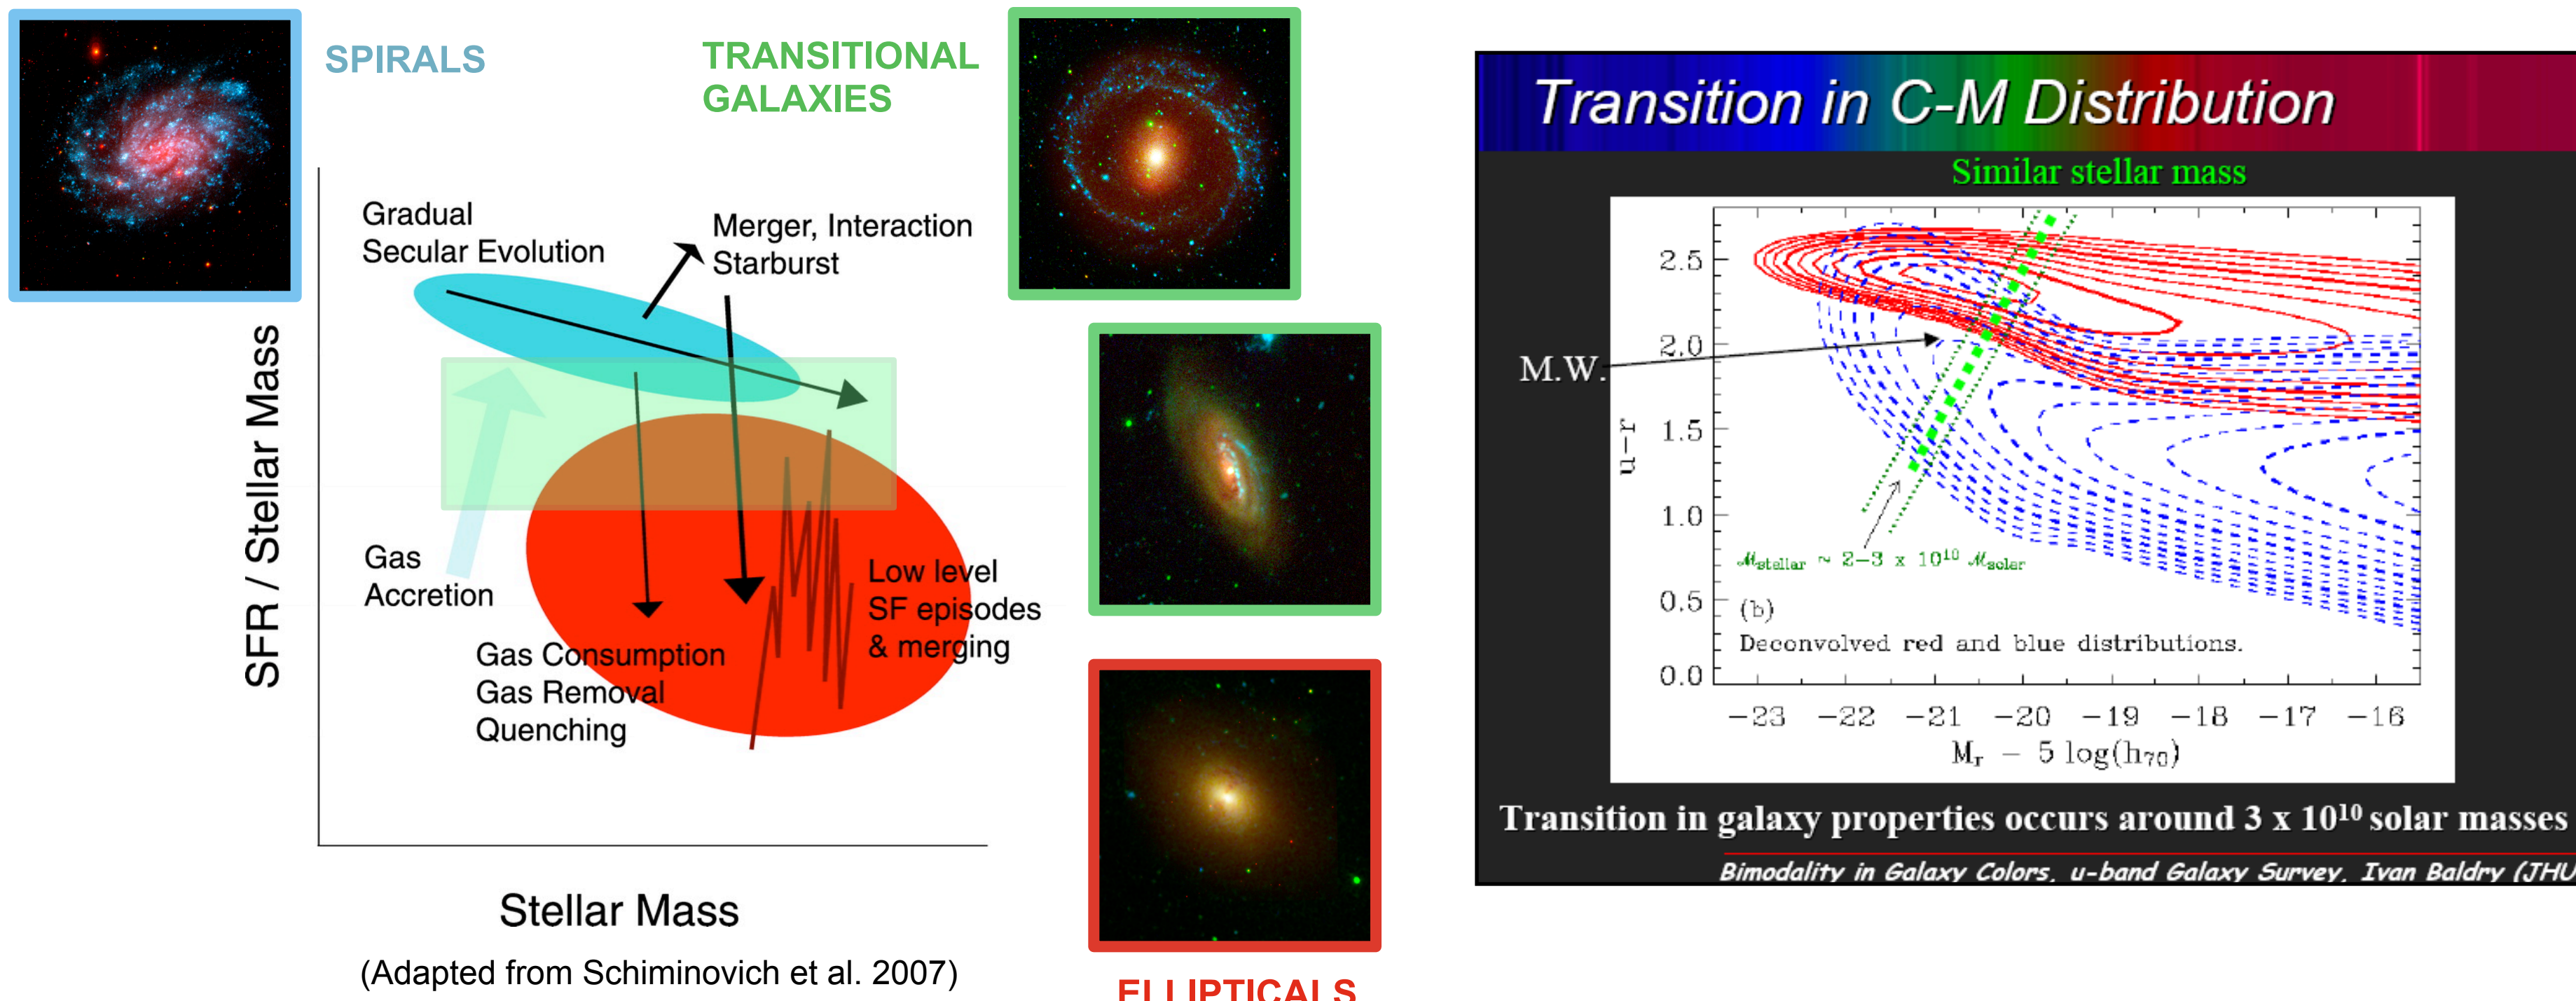 SPIRALS
TRANSITIONAL
GALAXIES
Gradual
Secular Evolution
Merger, Interaction
Starburst
SFR / Stellar Mass
Gas
Accretion
Low level
SF episodes
& merging
Gas Consumption
Gas Removal
Quenching
Stellar Mass
(Adapted from Schiminovich et al. 2007)
ELLIPTICALS
Transition in C-M Distribution
Similar stellar mass
M.W.
u-r
2.5
2.0
1.5
1.0
0.5
0.0
Mstellar ~ 2-3 x 10¹⁰ Msolar
(b)
Deconvolved red and blue distributions.
-23 -22 -21 -20 -19 -18 -17 -16
Mr - 5 log(h70)
Transition in galaxy properties occurs around 3 x 10¹⁰ solar masses
Bimodality in Galaxy Colors, u-band Galaxy Survey, Ivan Baldry (JHU